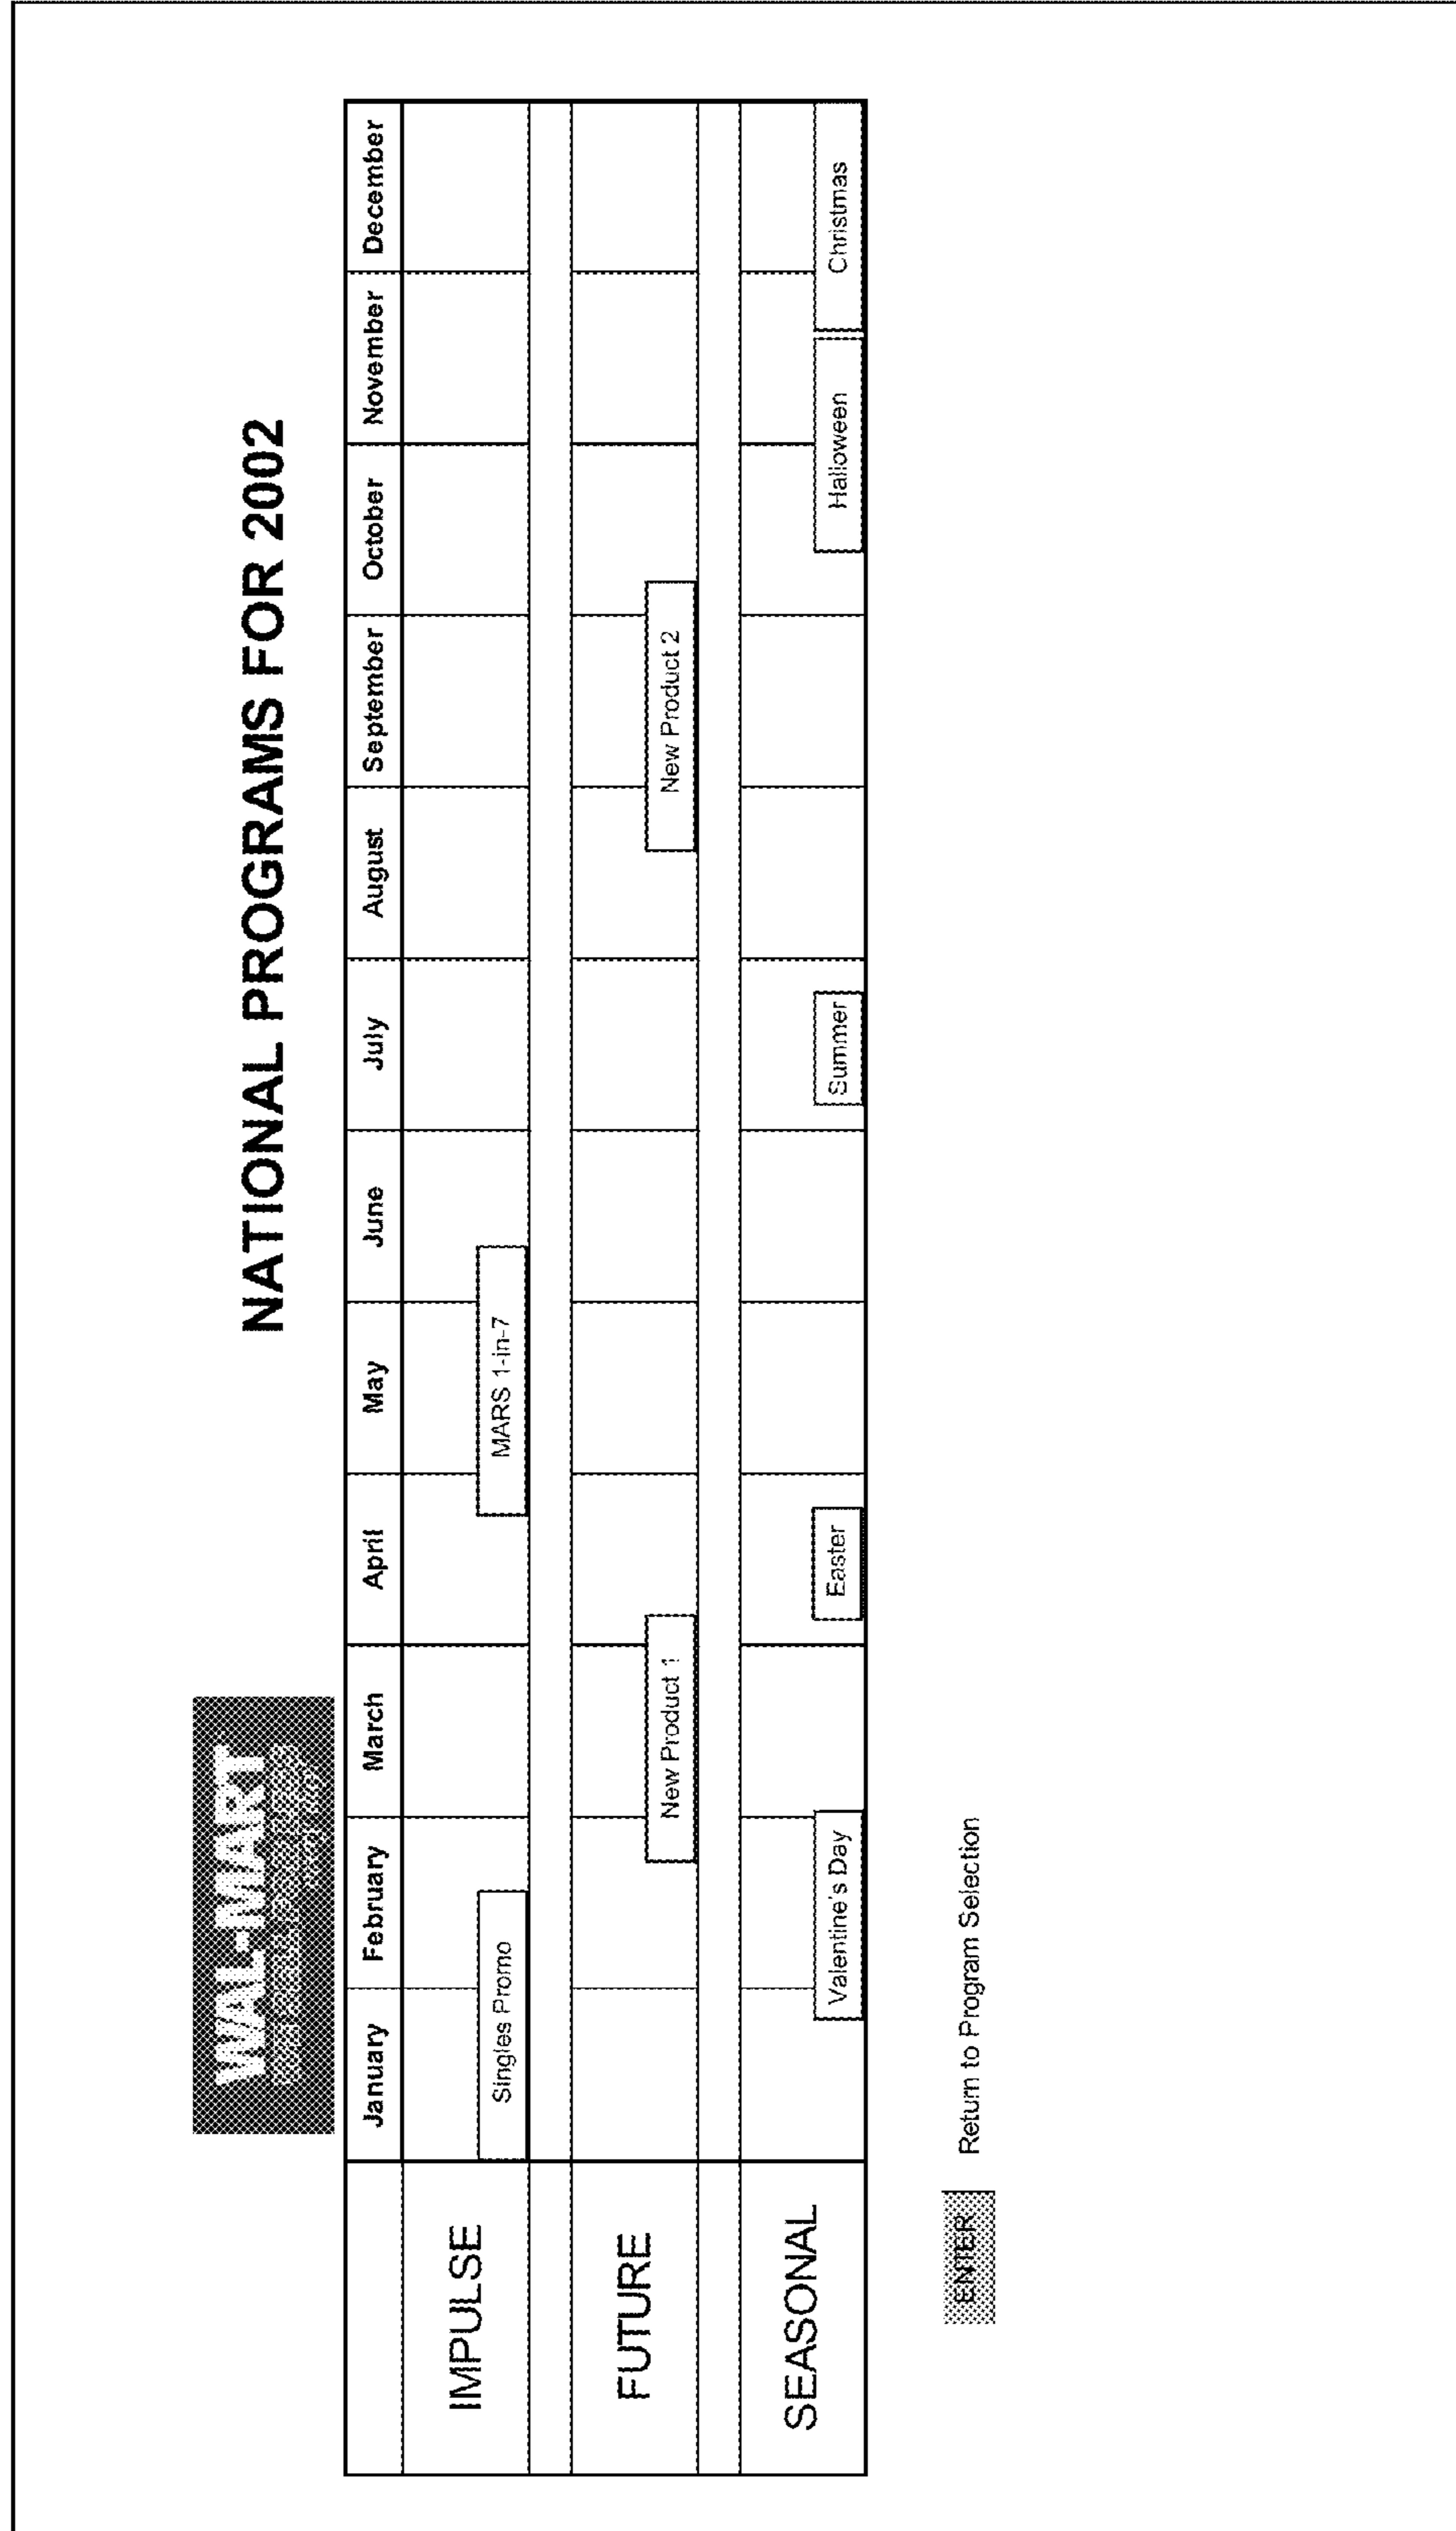 WAL-MART
NATIONAL PROGRAMS FOR 2002
January February March April May June July August September October November December
IMPULSE
Singles Promo MARS 1-in-7
FUTURE
New Product 1 New Product 2
SEASONAL
Valentine's Day Easter Summer Halloween Christmas
ENTER Return to Program Selection